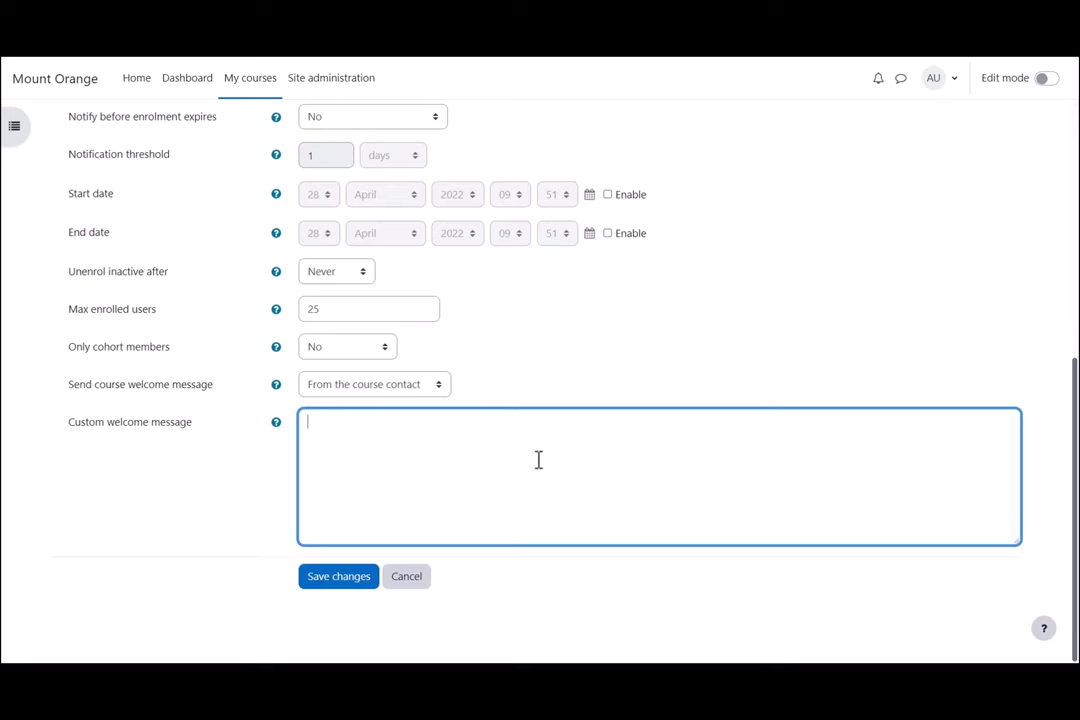 Mount Orange Home Dashboard My courses Site administration AU Edit mode
Notify before enrolment expires ? No
Notification threshold ? 1 days
Start date ? 28 April 2022 09 51 Enable
End date ? 28 April 2022 09 51 Enable
Unenrol inactive after ? Never
Max enrolled users ? 25
Only cohort members ? No
Send course welcome message ? From the course contact
Custom welcome message ?
Save changes Cancel
?